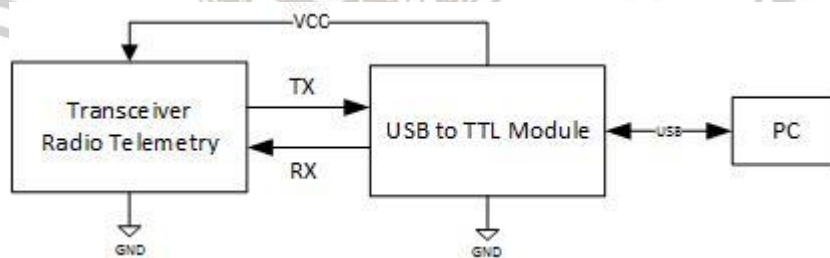 VCC
Transceiver
Radio Telemetry
TX
RX
USB to TTL Module
USB
PC
GND
GND